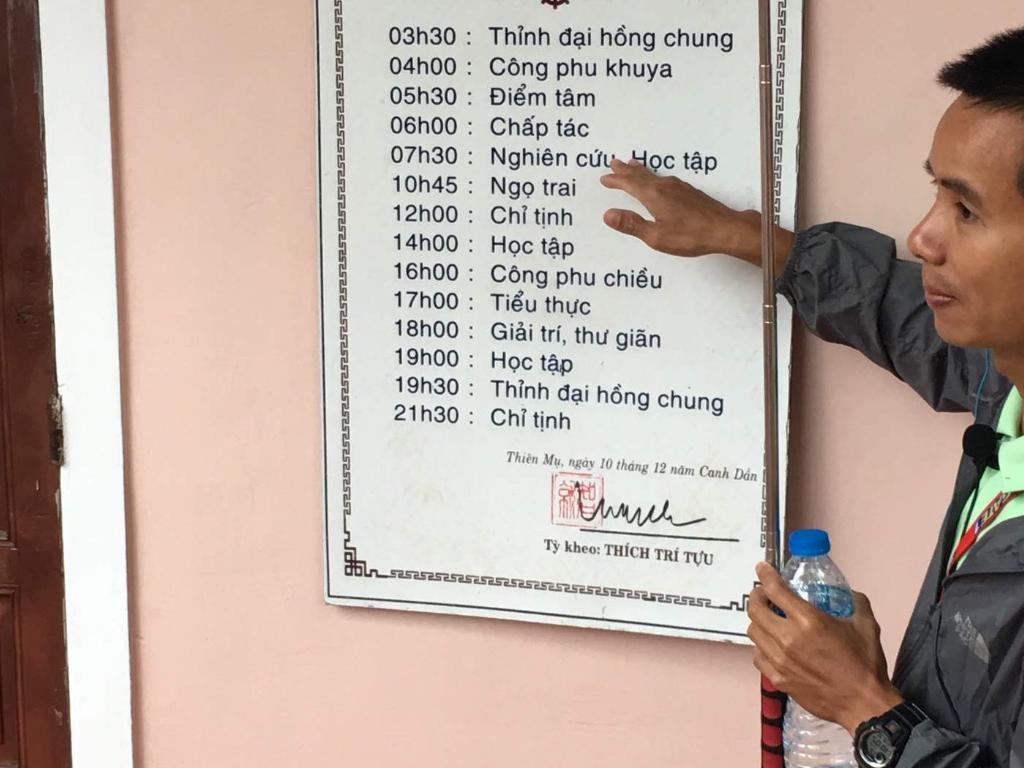 03h30 : Thỉnh đại hồng chung
04h00 : Công phu khuya
05h30 : Điểm tâm
06h00 : Chấp tác
07h30 : Nghiên cứu, Học tập
10h45 : Ngọ trai
12h00 : Chỉ tịnh
14h00 : Học tập
16h00 : Công phu chiều
17h00 : Tiểu thực
18h00 : Giải trí, thư giãn
19h00 : Học tập
19h30 : Thỉnh đại hồng chung
21h30 : Chỉ tịnh
Thiên Mụ, ngày 10 tháng 12 năm Canh Dần
Tỳ kheo: THÍCH TRÍ TỰU